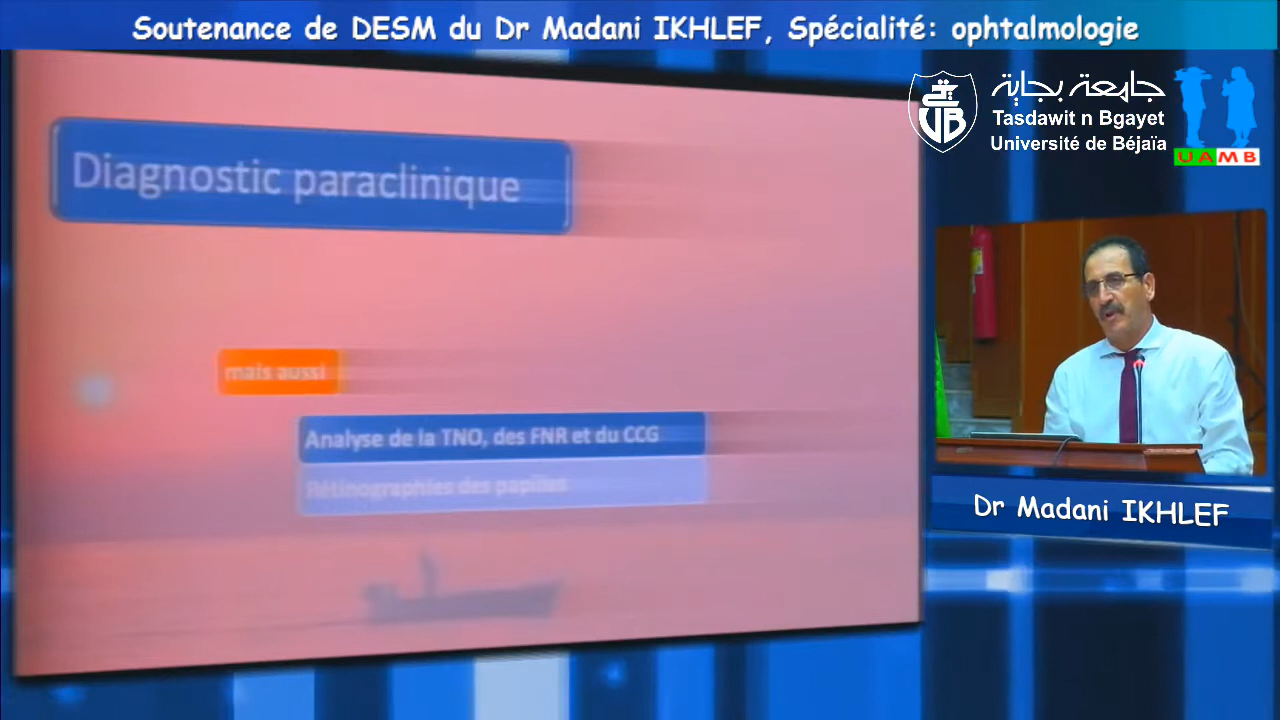 Soutenance de DESM du Dr Madani IKHLEF, Spécialité: ophtalmologie
جامعة بجاية
Tasdawit n Bgayet
Université de Béjaïa
UAMB
Diagnostic paraclinique
mais aussi
Analyse de la TNO, des FNR et du CCG
Rétinographies des papilles
Dr Madani IKHLEF